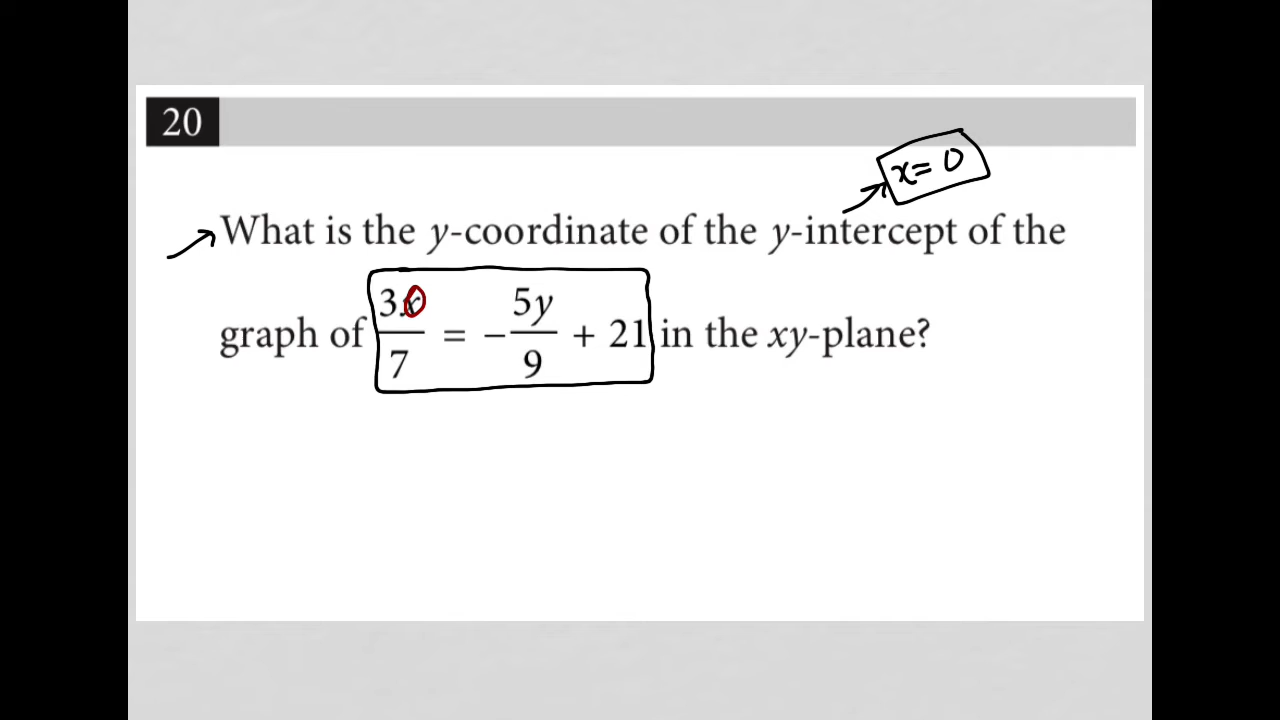 20
x = 0
What is the y-coordinate of the y-intercept of the
graph of 3x/7 = −5y/9 + 21 in the xy-plane?
0